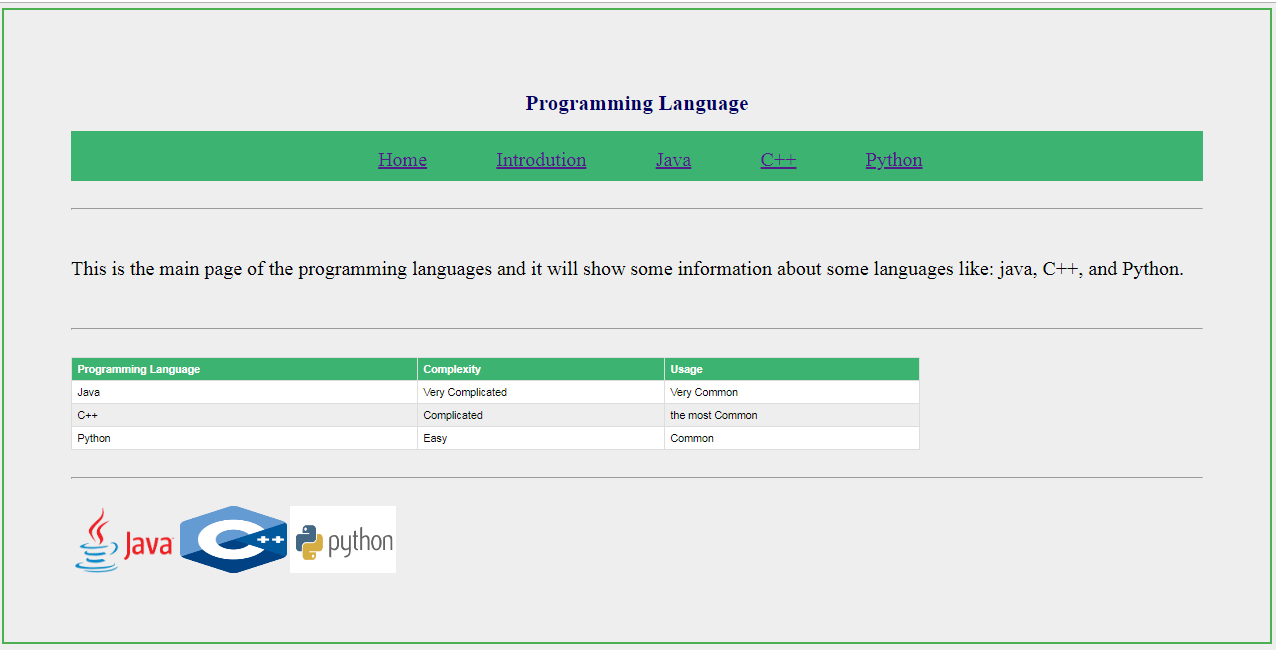 Programming Language
Home Introdution Java C++ Python
This is the main page of the programming languages and it will show some information about some languages like: java, C++, and Python.
Programming Language Complexity Usage
Java Very Complicated Very Common
C++ Complicated the most Common
Python Easy Common
Java C++ python